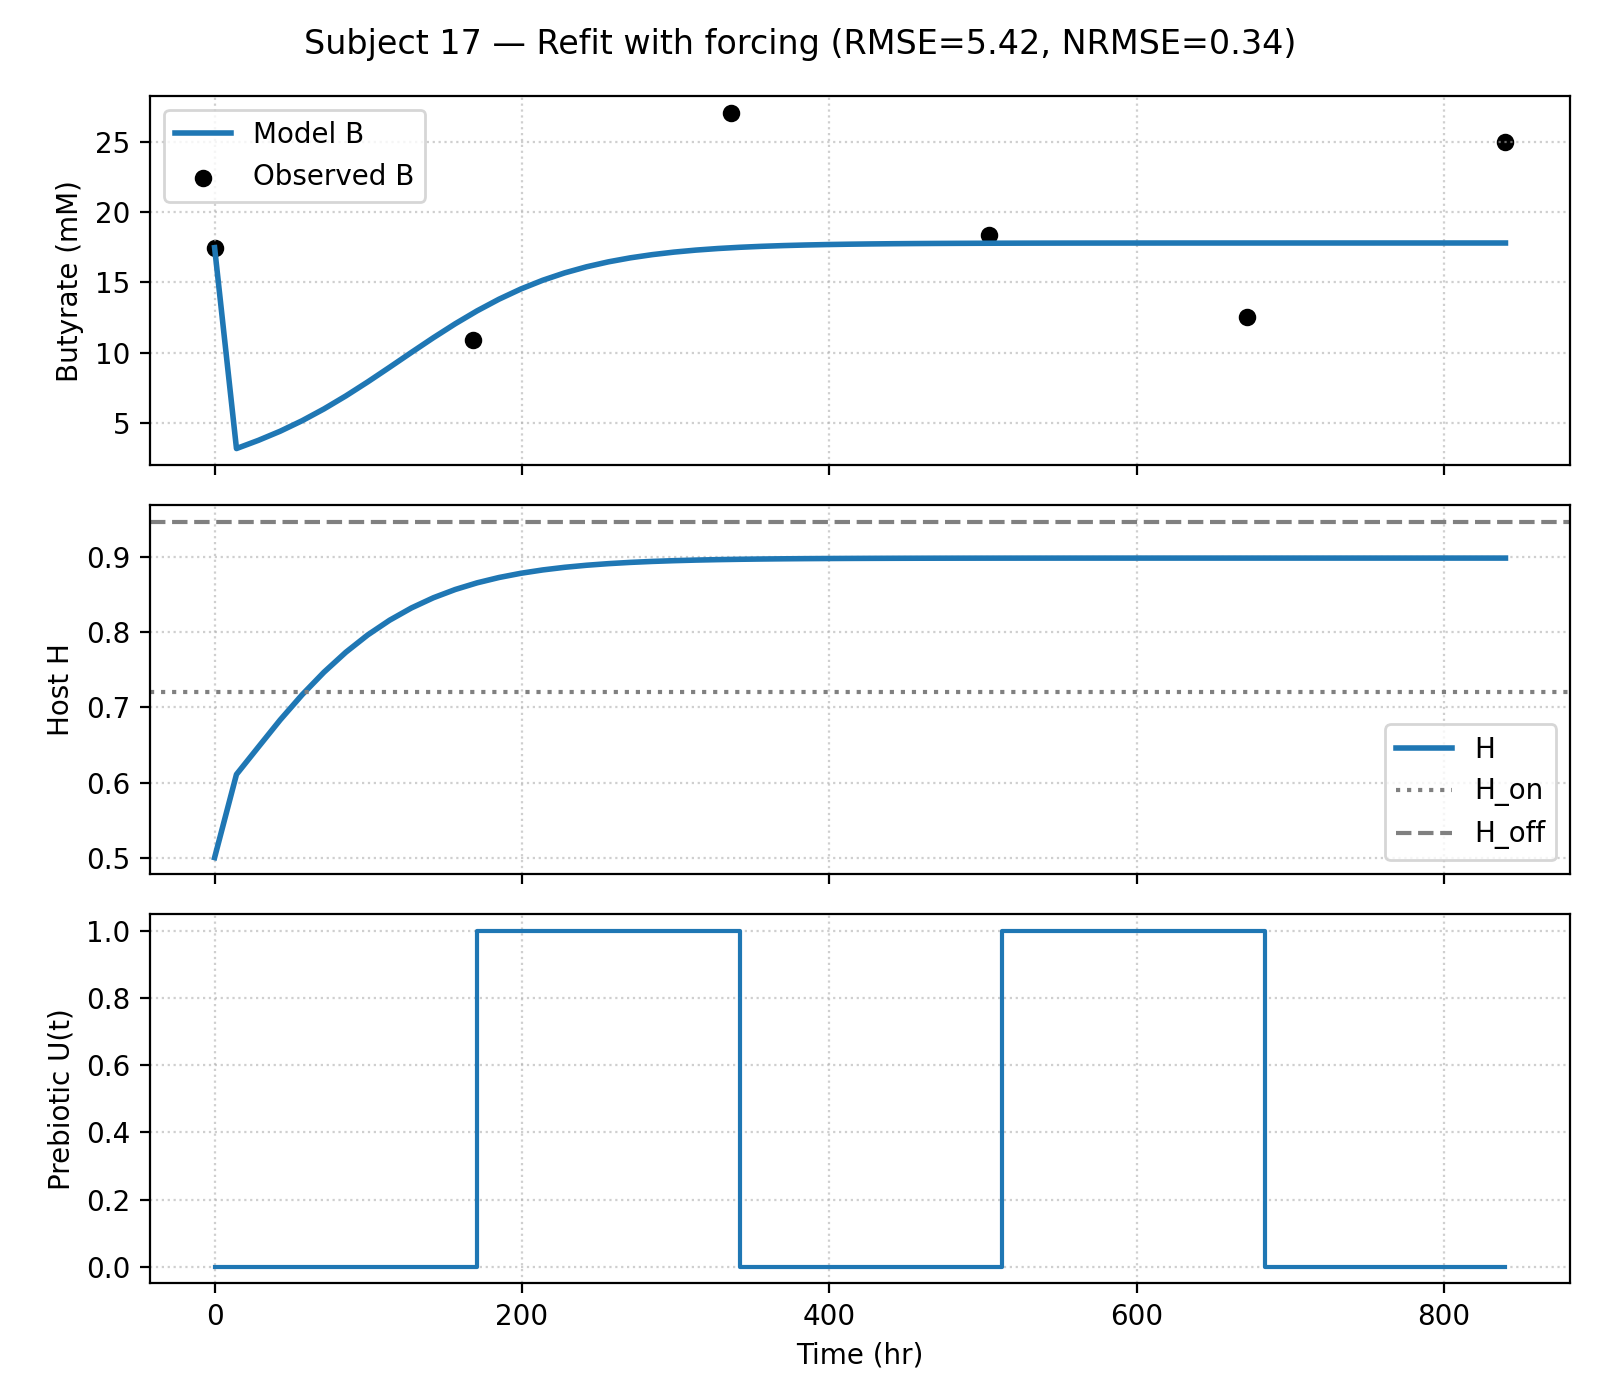 Subject 17 — Refit with forcing (RMSE=5.42, NRMSE=0.34)
Butyrate (mM)
25
20
15
10
5
Model B
Observed B
Host H
0.9
0.8
0.7
0.6
0.5
H
H_on
H_off
Prebiotic U(t)
1.0
0.8
0.6
0.4
0.2
0.0
0 200 400 600 800
Time (hr)